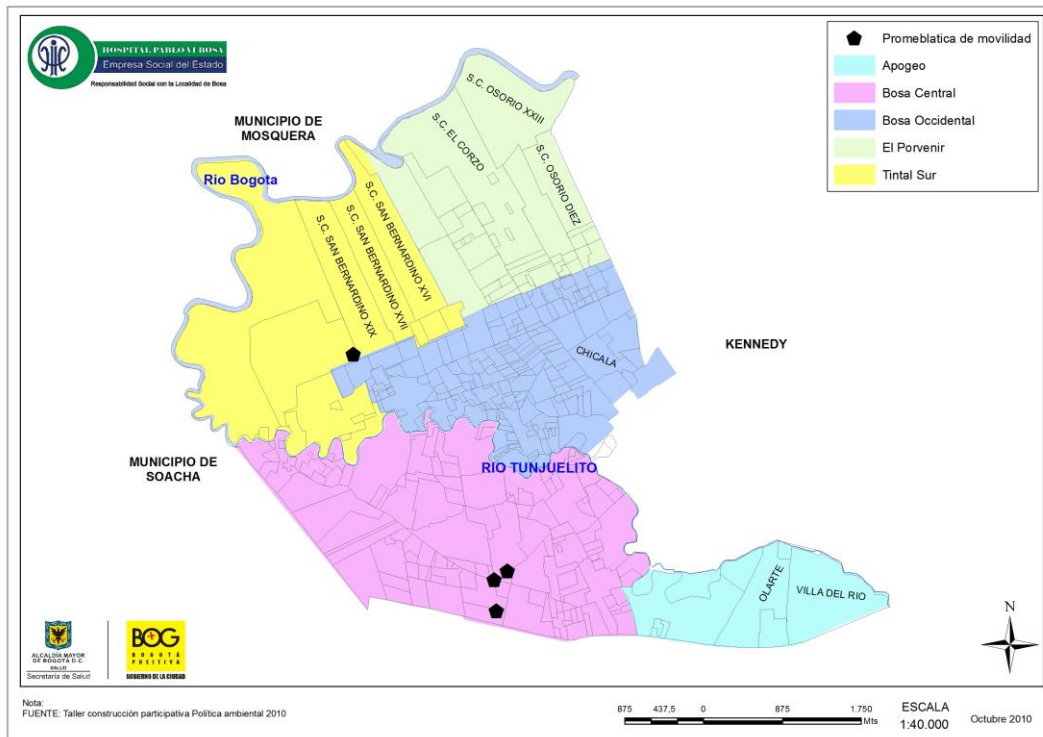 HOSPITAL PABLO VI BOSA
Empresa Social del Estado
Responsabilidad Social con la Localidad de Bosa
Promeblatica de movilidad
Apogeo
Bosa Central
Bosa Occidental
El Porvenir
Tintal Sur
MUNICIPIO DE
MOSQUERA
Rio Bogota
S.C. OSORIO XXIII
S.C. EL CORZO
S.C. OSORIO DIEZ
S.C. SAN BERNARDINO XVI
S.C. SAN BERNARDINO XVII
S.C. SAN BERNARDINO XIX
KENNEDY
CHICALA
MUNICIPIO DE
SOACHA
RIO TUNJUELITO
OLARTE
VILLA DEL RIO
N
ALCALDÍA MAYOR
DE BOGOTÁ D.C.
SALUD
Secretaría de Salud
BOG
BOGOTÁ
POSITIVA
GOBIERNO DE LA CIUDAD
Nota:
FUENTE: Taller construcción participativa Política ambiental 2010
875 437,5 0 875 1.750
Mts
ESCALA
1:40.000
Octubre 2010